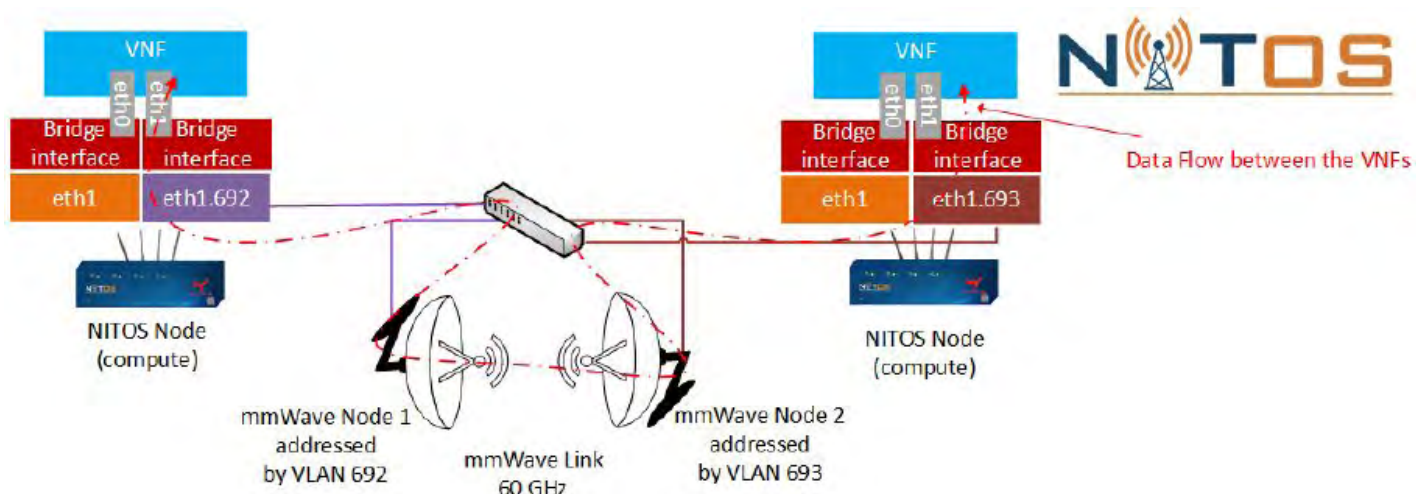 VNF
eth0
eth1
Bridge
interface
Bridge
interface
eth1
eth1.692
NITOS
NITOS Node
(compute)
mmWave Node 1
addressed
by VLAN 692
mmWave Link
60 GHz
mmWave Node 2
addressed
by VLAN 693
VNF
eth0
eth1
Bridge
interface
Bridge
interface
eth1
eth1.693
NITOS
NITOS Node
(compute)
NITOS
Data Flow between the VNFs